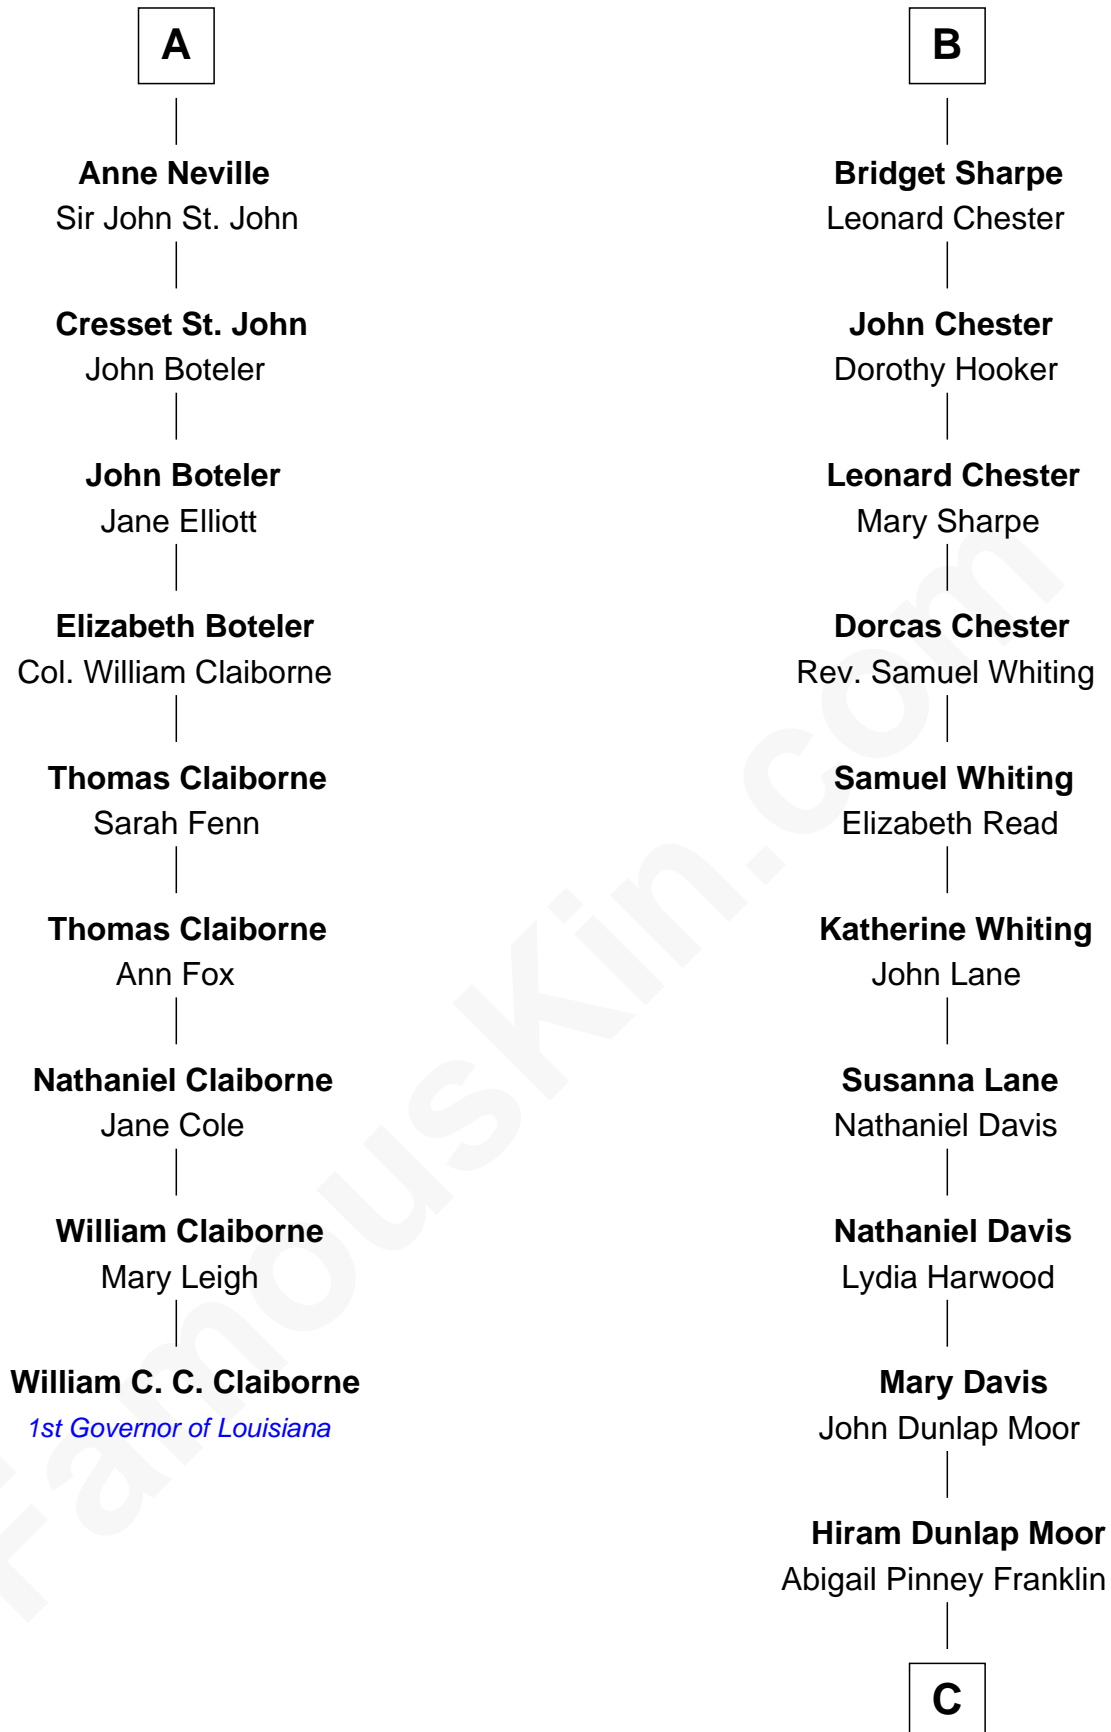 A
Anne Neville
Sir John St. John
Cresset St. John
John Boteler
John Boteler
Jane Elliott
Elizabeth Boteler
Col. William Claiborne
Thomas Claiborne
Sarah Fenn
Thomas Claiborne
Ann Fox
Nathaniel Claiborne
Jane Cole
William Claiborne
Mary Leigh
William C. C. Claiborne
1st Governor of Louisiana
B
Bridget Sharpe
Leonard Chester
John Chester
Dorothy Hooker
Leonard Chester
Mary Sharpe
Dorcas Chester
Rev. Samuel Whiting
Samuel Whiting
Elizabeth Read
Katherine Whiting
John Lane
Susanna Lane
Nathaniel Davis
Nathaniel Davis
Lydia Harwood
Mary Davis
John Dunlap Moor
Hiram Dunlap Moor
Abigail Pinney Franklin
C
FamousKin.com